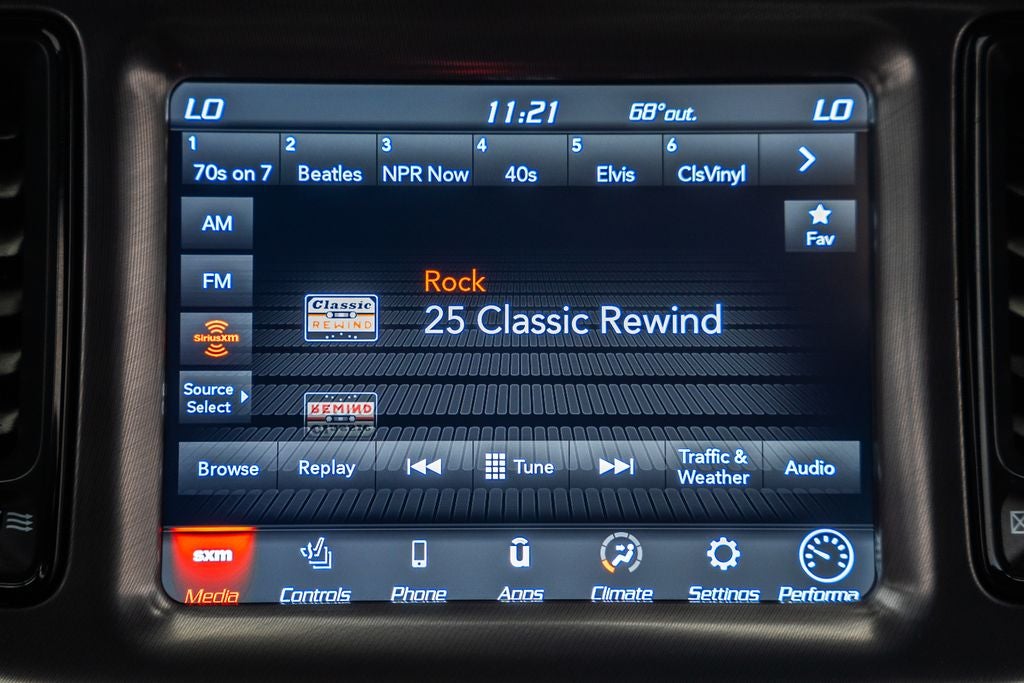 LO 11:21 68°out. LO
1 2 3 4 5 6
70s on 7 Beatles NPR Now 40s Elvis ClsVinyl
AM
Fav
FM
Rock
Classic
REWIND
25 Classic Rewind
SiriusXM
Source
Select
REWIND
Classic
Browse Replay Tune Traffic &
Weather Audio
sxm
Media Controls Phone Apps Climate Settings Performa